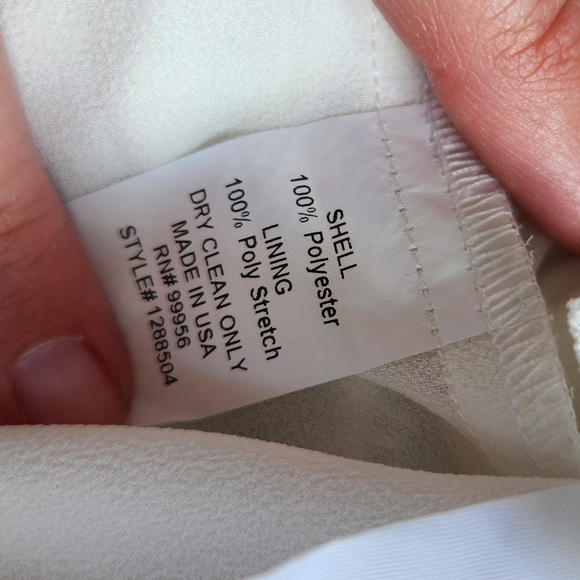 SHELL
100% Polyester
LINING
100% Poly Stretch
DRY CLEAN ONLY
MADE IN USA
RN# 99956
STYLE# 1288504